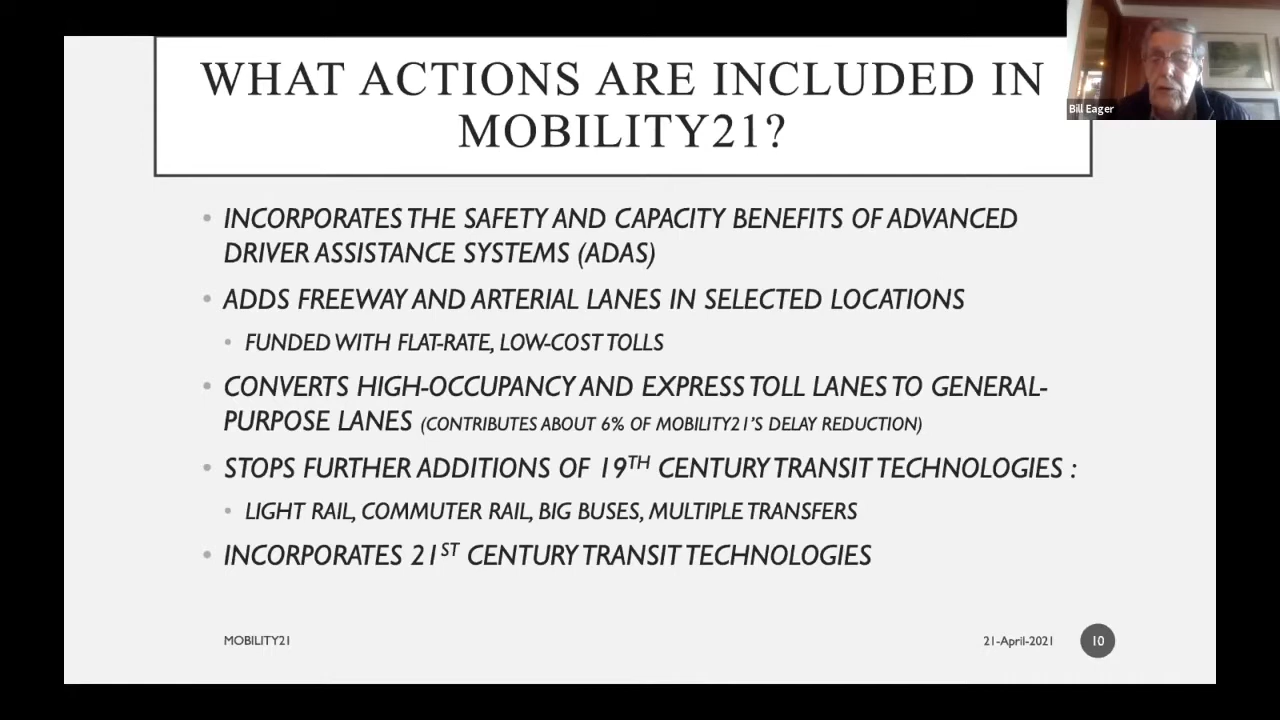 WHAT ACTIONS ARE INCLUDED IN
MOBILITY21?
Bill Eager
• INCORPORATES THE SAFETY AND CAPACITY BENEFITS OF ADVANCED
DRIVER ASSISTANCE SYSTEMS (ADAS)
• ADDS FREEWAY AND ARTERIAL LANES IN SELECTED LOCATIONS
• FUNDED WITH FLAT-RATE, LOW-COST TOLLS
• CONVERTS HIGH-OCCUPANCY AND EXPRESS TOLL LANES TO GENERAL-
PURPOSE LANES (CONTRIBUTES ABOUT 6% OF MOBILITY21'S DELAY REDUCTION)
• STOPS FURTHER ADDITIONS OF 19TH CENTURY TRANSIT TECHNOLOGIES :
• LIGHT RAIL, COMMUTER RAIL, BIG BUSES, MULTIPLE TRANSFERS
• INCORPORATES 21ST CENTURY TRANSIT TECHNOLOGIES
MOBILITY21
21-April-2021
10